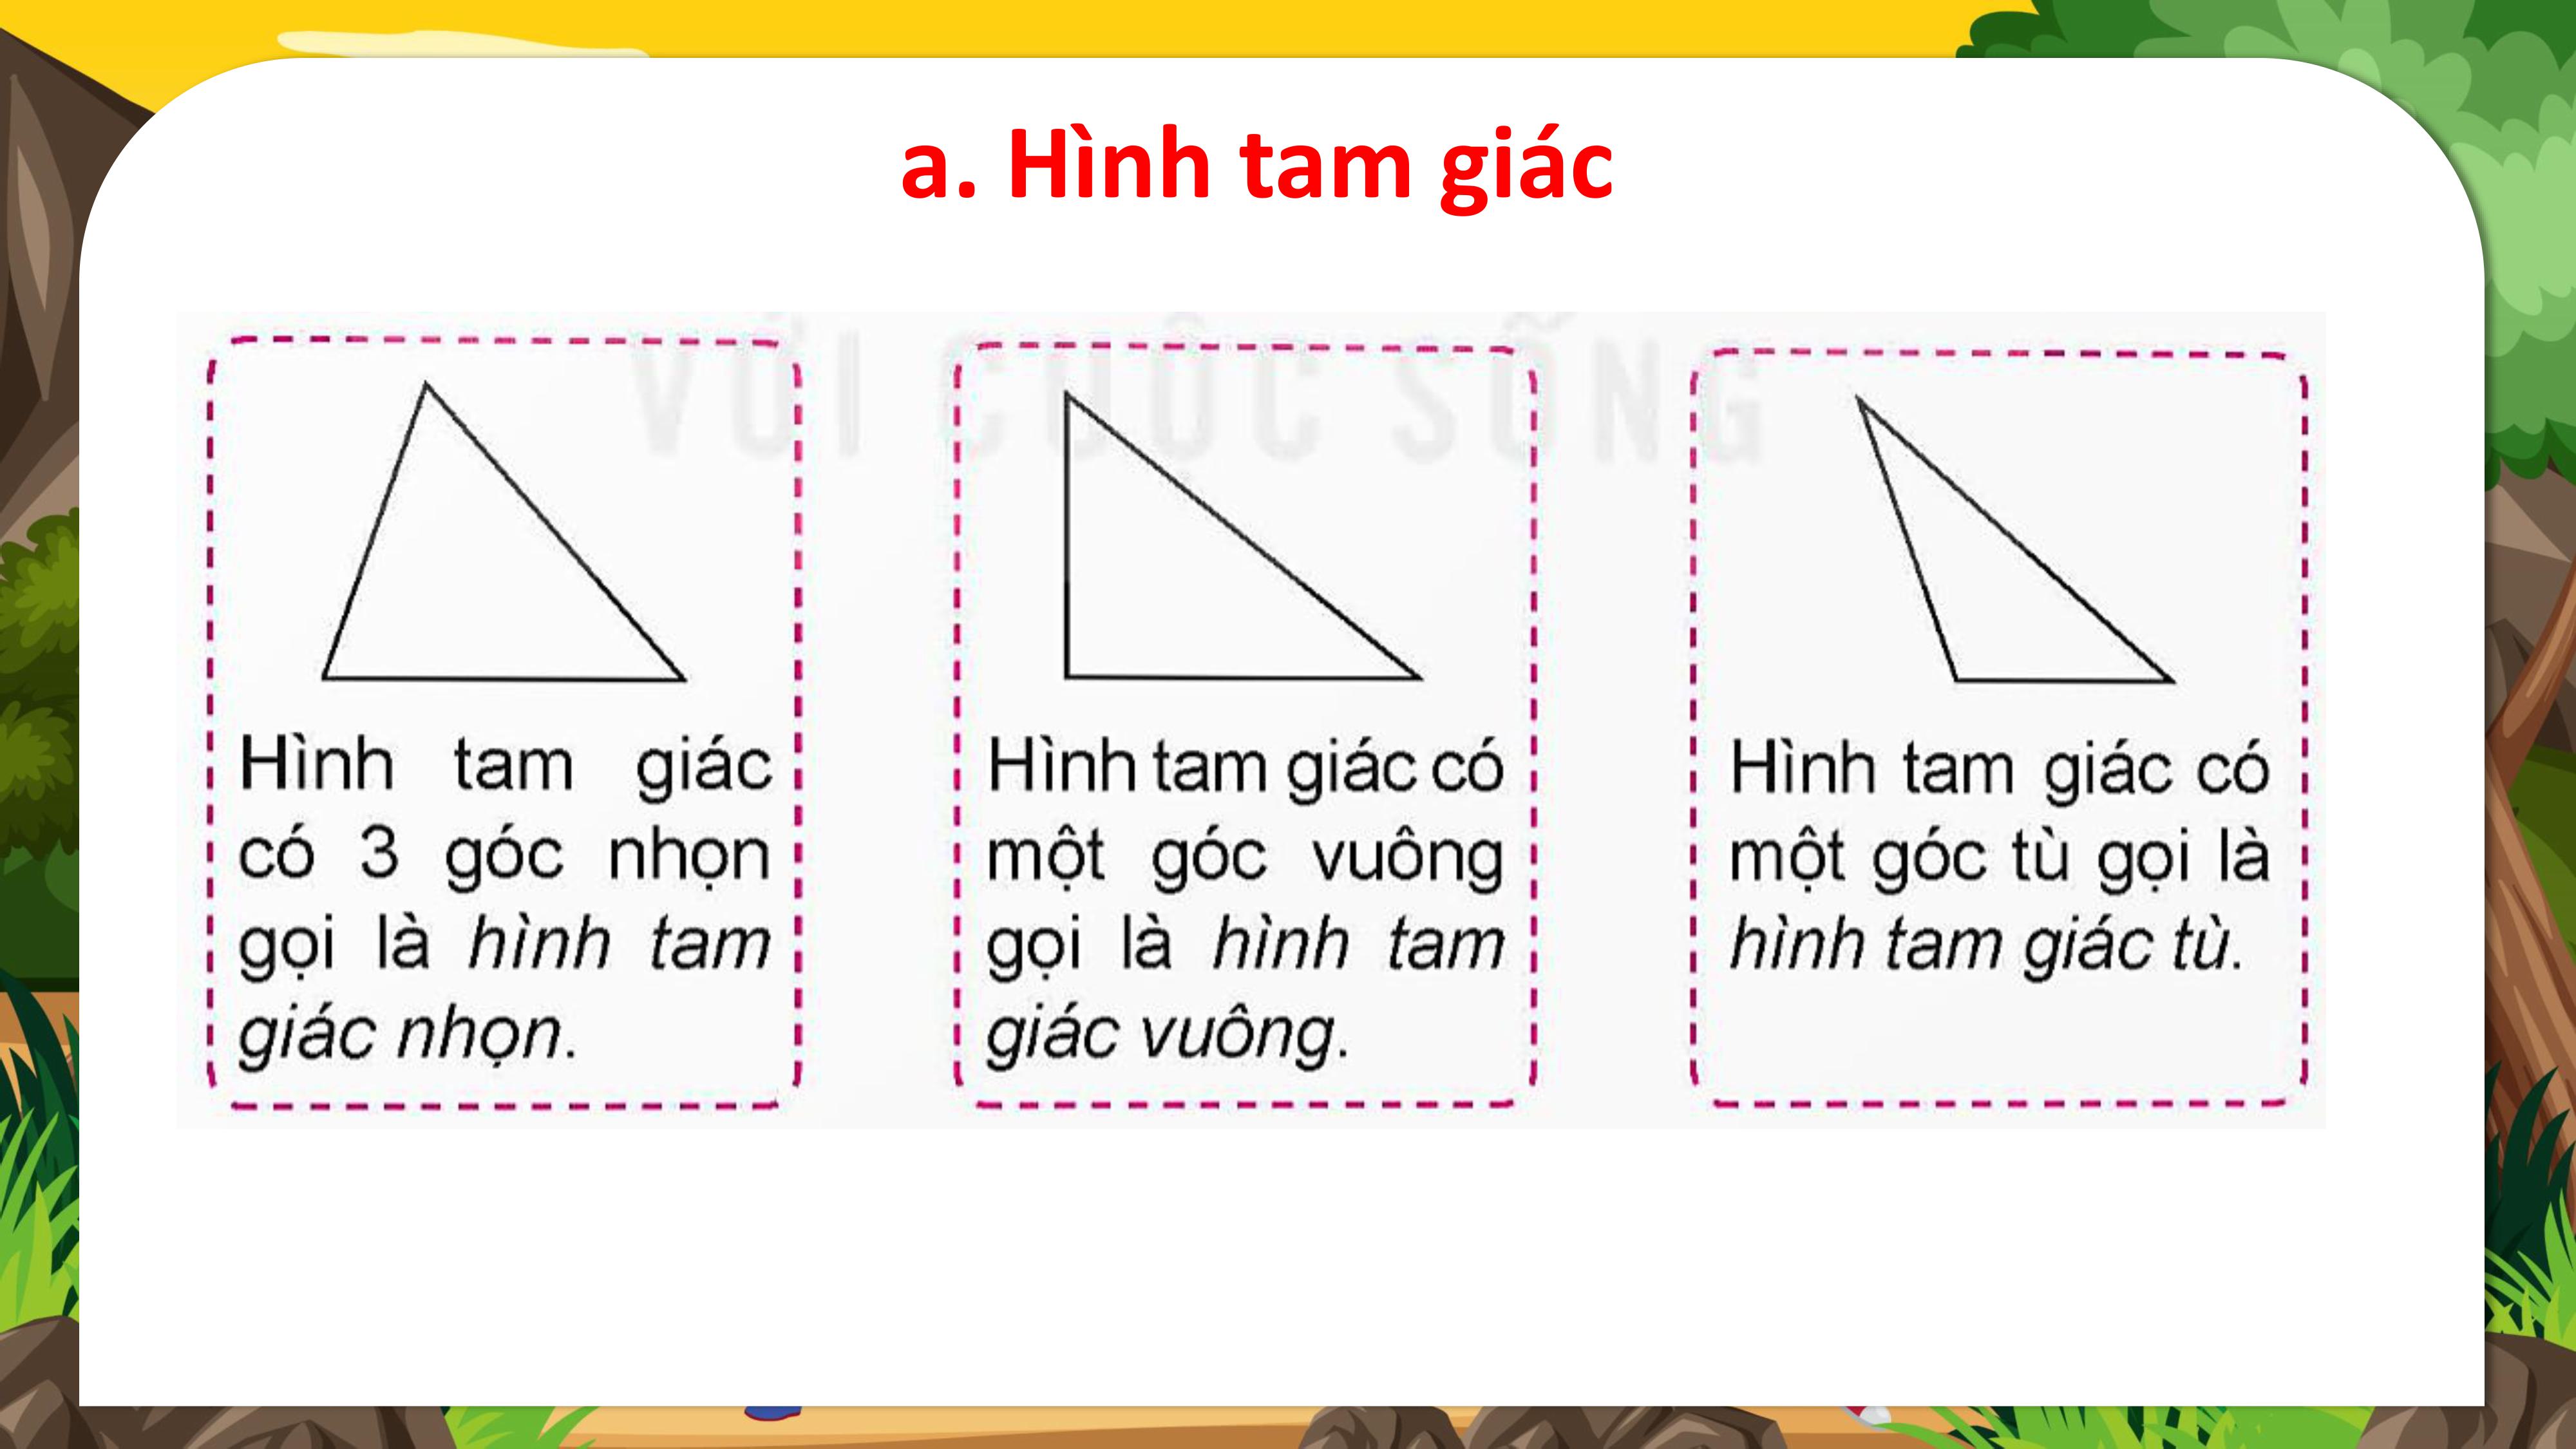 a. Hình tam giác
VỚI CUỘC SỐNG
Hình tam giác
có 3 góc nhọn
gọi là hình tam
giác nhọn.
Hình tam giác có
một góc vuông
gọi là hình tam
giác vuông.
Hình tam giác có
một góc tù gọi là
hình tam giác tù.